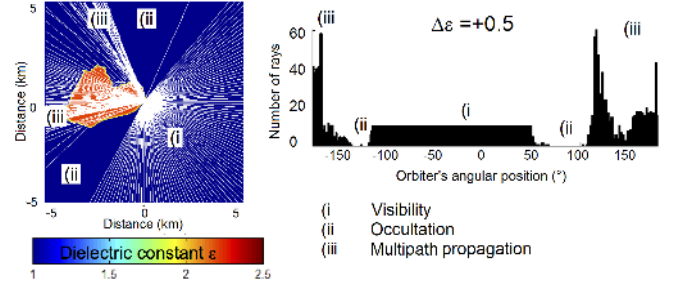 5
(iii)
(ii)
Distance (km)
0
(iii)
(i)
(ii)
-5
-5
0
5
Distance (km)
Dielectric constant ε
1
1.5
2
2.5
(iii)
Δε =+0.5
(iii)
60
40
20
0
Number of rays
(ii)
(i)
(ii)
-150
-100
-50
0
50
100
150
Orbiter's angular position (°)
(i Visibility
(ii Occultation
(iii) Multipath propagation